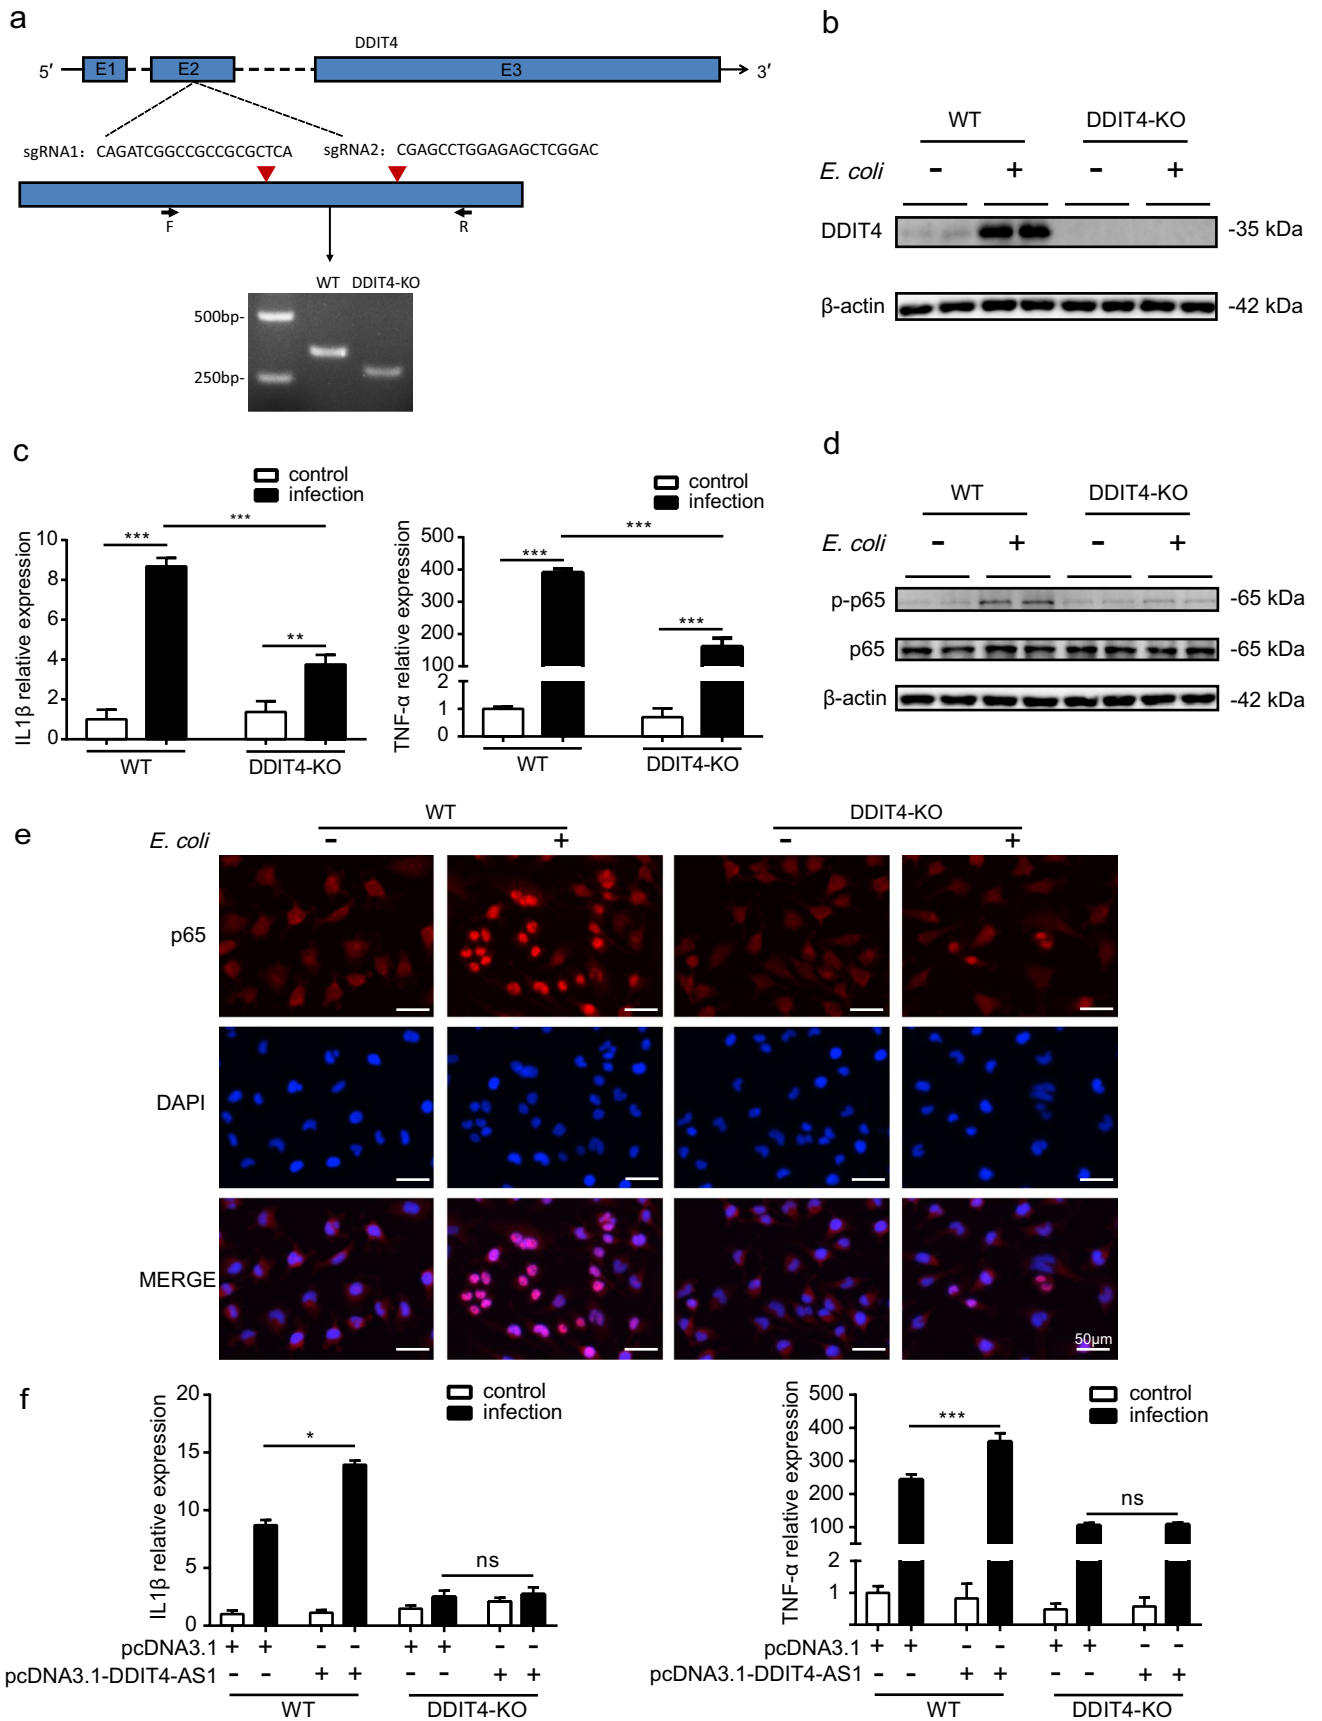 a
DDIT4
5′ E1 E2 E3 3′
sgRNA1: CAGATCGGCCGCCGCGCTCA sgRNA2: CGAGCCTGGAGAGCTCGGAC
F R
WT DDIT4-KO
500bp-
250bp-
b
WT DDIT4-KO
E. coli - + - +
DDIT4 -35 kDa
β-actin -42 kDa
c
control
infection
IL1β relative expression
10
8
6
4
2
0
***
***
**
WT DDIT4-KO
control
infection
TNF-α relative expression
500
400
300
200
100
2
1
0
***
***
***
WT DDIT4-KO
d
WT DDIT4-KO
E. coli - + - +
p-p65 -65 kDa
p65 -65 kDa
β-actin -42 kDa
e
WT DDIT4-KO
E. coli - + - +
p65
DAPI
MERGE
50μm
f
control
infection
IL1β relative expression
20
15
10
5
0
*
ns
pcDNA3.1 + + - - + + - -
pcDNA3.1-DDIT4-AS1 - - + + - - + +
WT DDIT4-KO
control
infection
TNF-α relative expression
500
400
300
200
100
2
1
***
ns
pcDNA3.1 + + - - + + - -
pcDNA3.1-DDIT4-AS1 - - + + - - + +
WT DDIT4-KO